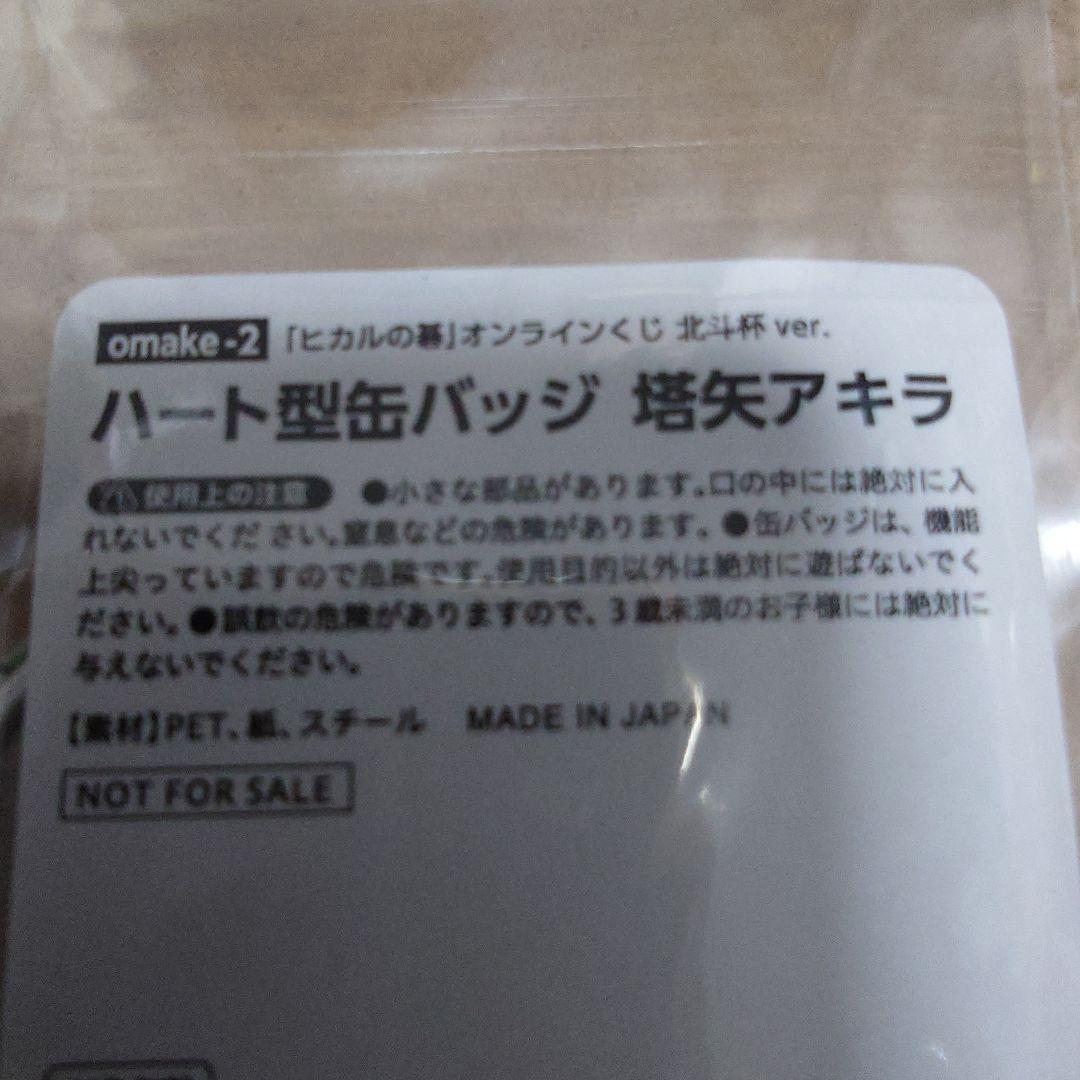 omake-2 「ヒカルの碁」オンラインくじ 北斗杯 ver.
ハート型缶バッジ 塔矢アキラ
使用上の注意 ●小さな部品があります。口の中には絶対に入
れないでください。窒息などの危険があります。●缶バッジは、機能
上尖っていますので危険です。使用目的以外は絶対に遊ばないでく
ださい。●誤飲の危険がありますので、3歳未満のお子様には絶対に
与えないでください。
【素材】PET、紙、スチール MADE IN JAPAN
NOT FOR SALE